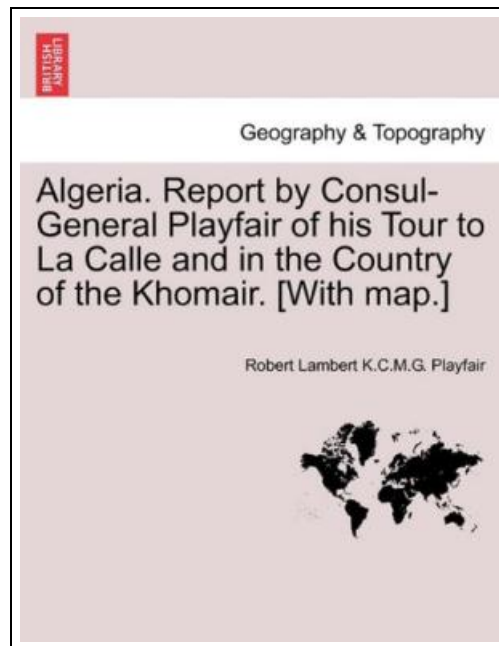 BRITISH
LIBRARY
Geography & Topography
Algeria. Report by Consul-
General Playfair of his Tour to
La Calle and in the Country
of the Khomair. [With map.]
Robert Lambert K.C.M.G. Playfair